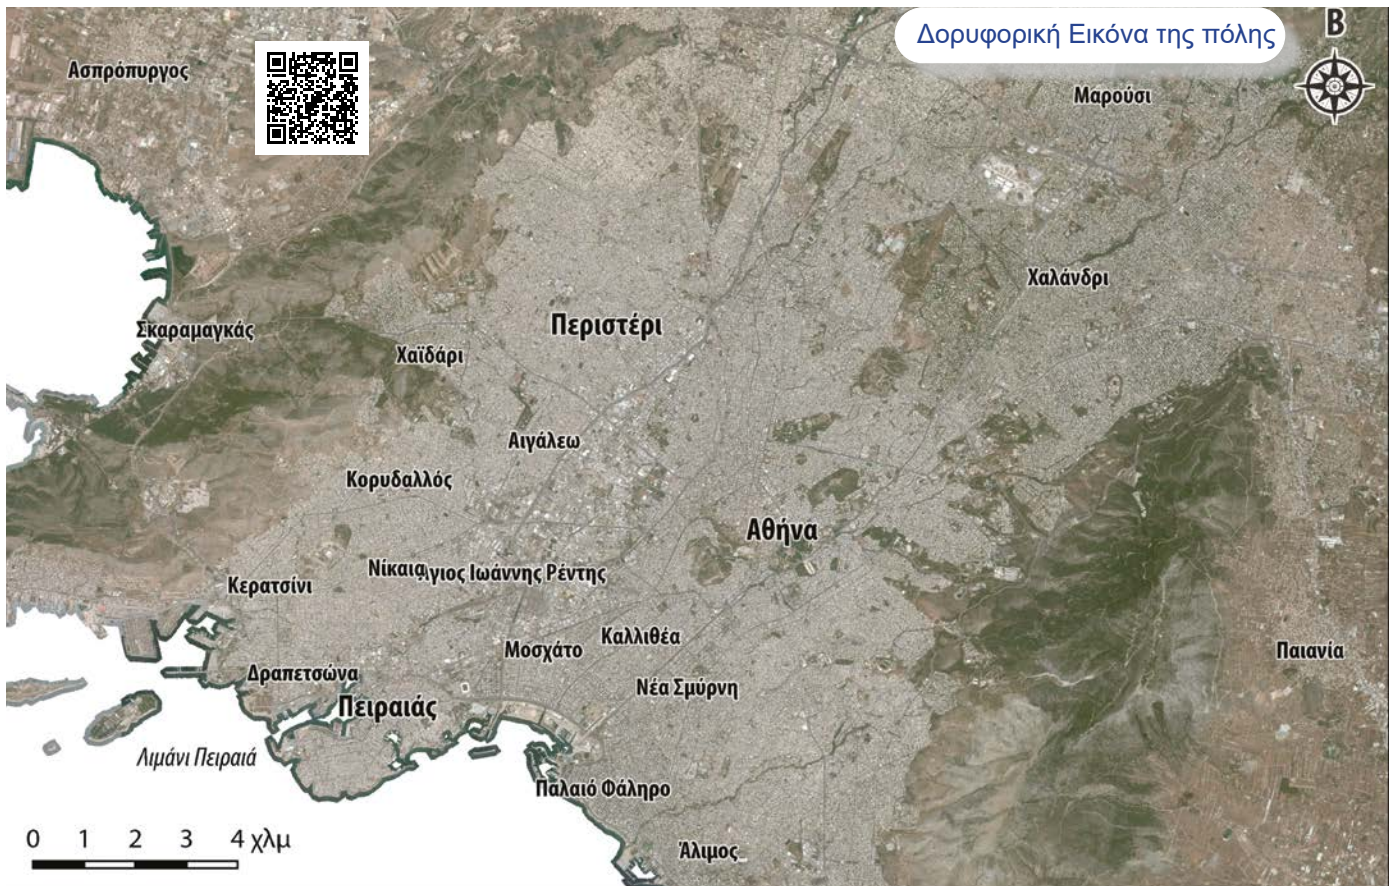 Δορυφορική Εικόνα της πόλης
Β
Ασπρόπυργος
Μαρούσι
Χαλάνδρι
Σκαραμαγκάς
Περιστέρι
Χαϊδάρι
Αιγάλεω
Κορυδαλλός
Αθήνα
Νίκαια
Άγιος Ιωάννης Ρέντης
Κερατσίνι
Καλλιθέα
Μοσχάτο
Παιανία
Δραπετσώνα
Νέα Σμύρνη
Πειραιάς
Λιμάνι Πειραιά
Παλαιό Φάληρο
0 1 2 3 4 χλμ
Άλιμος